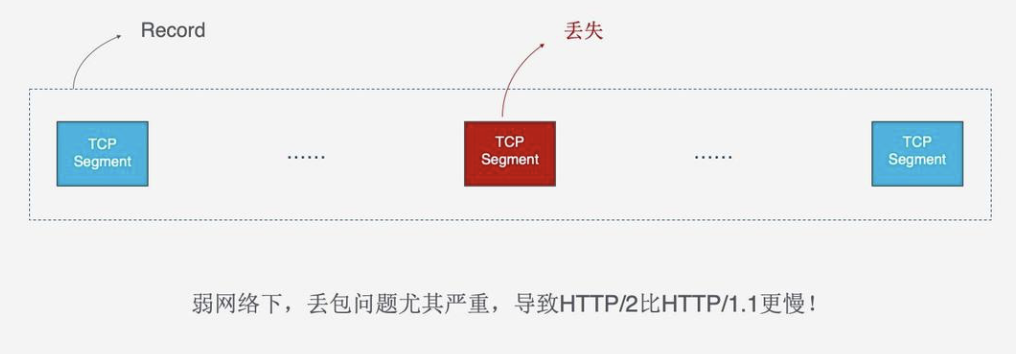 Record
丢失
TCP
Segment
......
TCP
Segment
......
TCP
Segment
弱网络下，丢包问题尤其严重，导致HTTP/2比HTTP/1.1更慢！